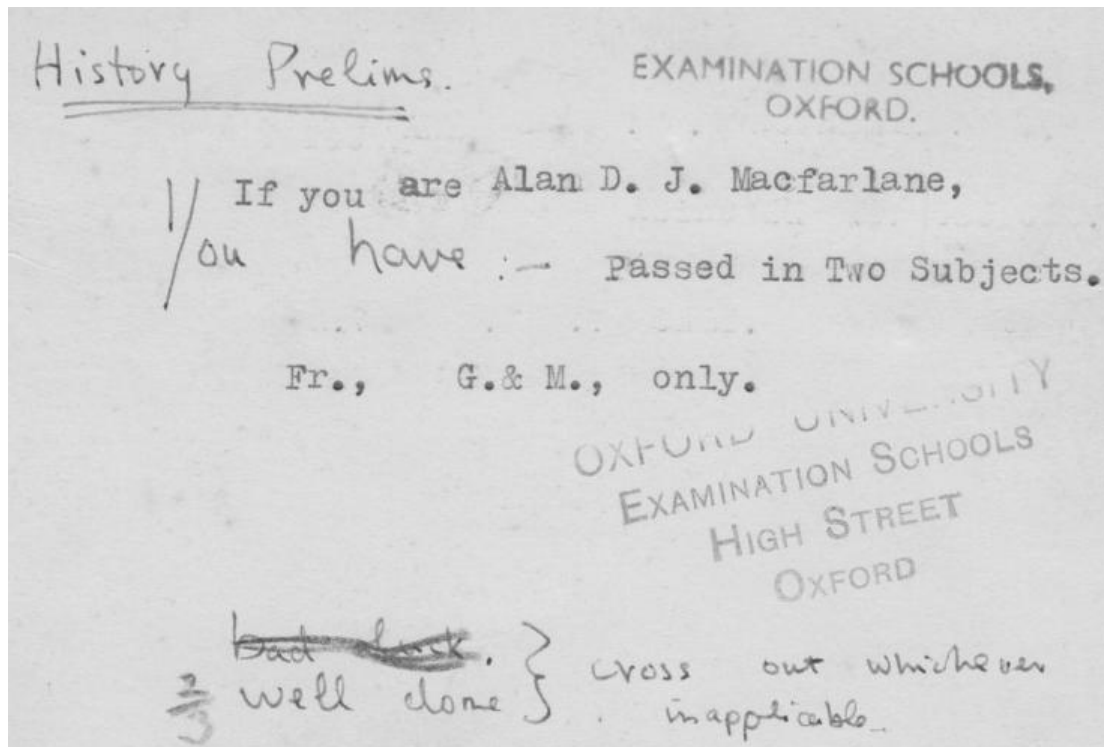 History Prelims.
EXAMINATION SCHOOLS,
OXFORD.
If you are Alan D. J. Macfarlane,
You have :- Passed in Two Subjects.
Fr., G.& M., only.
OXFORD UNIVERSITY
EXAMINATION SCHOOLS
HIGH STREET
OXFORD
bad luck. } cross out whichever
2/3 well done } inapplicable.